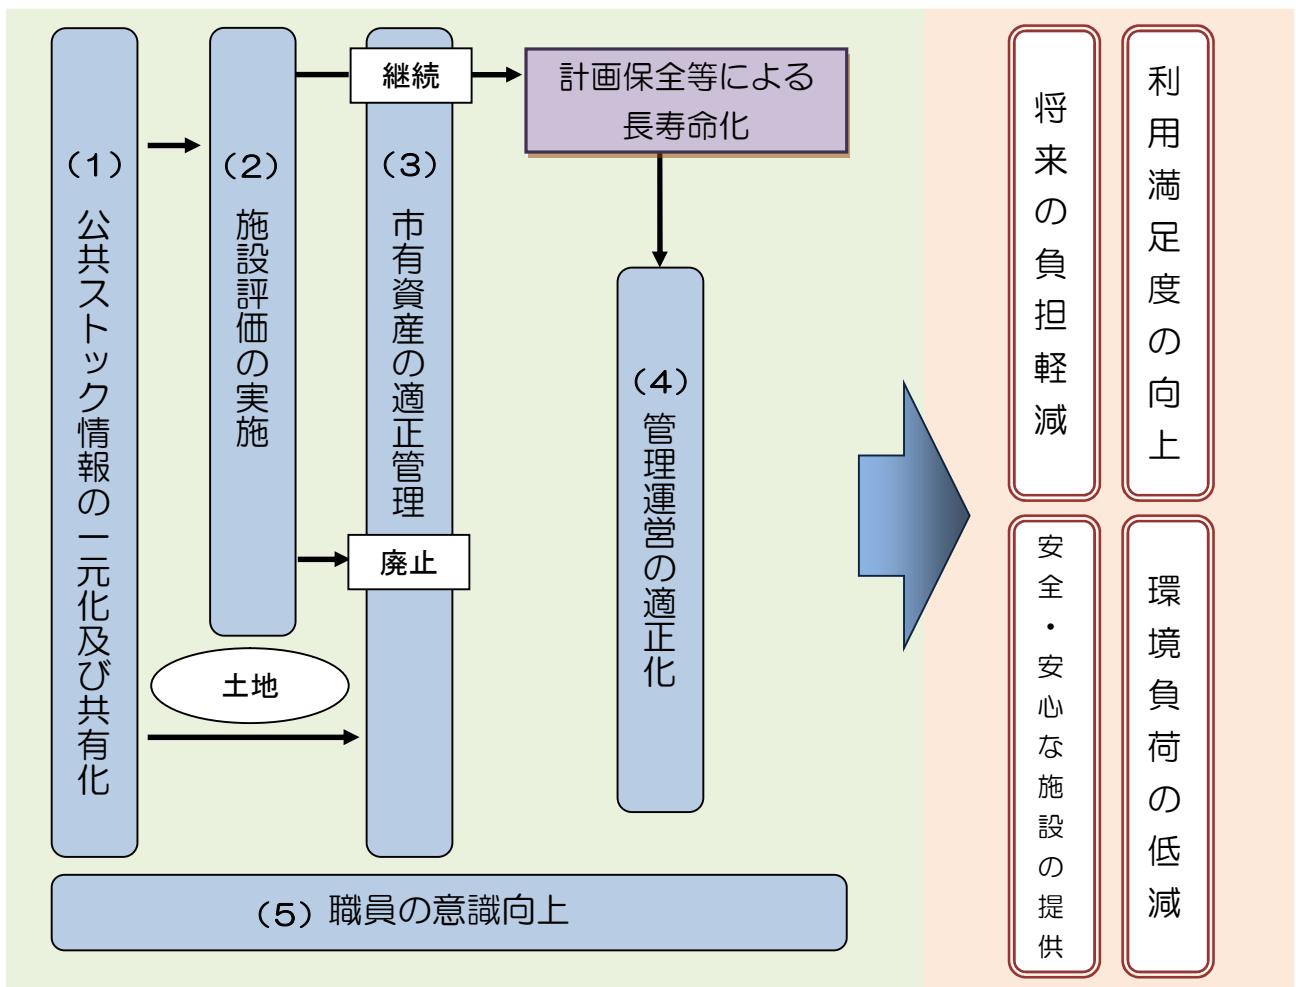 (1) 公共ストック情報の一元化及び共有化
(2) 施設評価の実施
継続
(3) 市有資産の適正管理
廃止
土地
計画保全等による
長寿命化
(4) 管理運営の適正化
(5) 職員の意識向上
将来の負担軽減
利用満足度の向上
安全・安心な施設の提供
環境負荷の低減